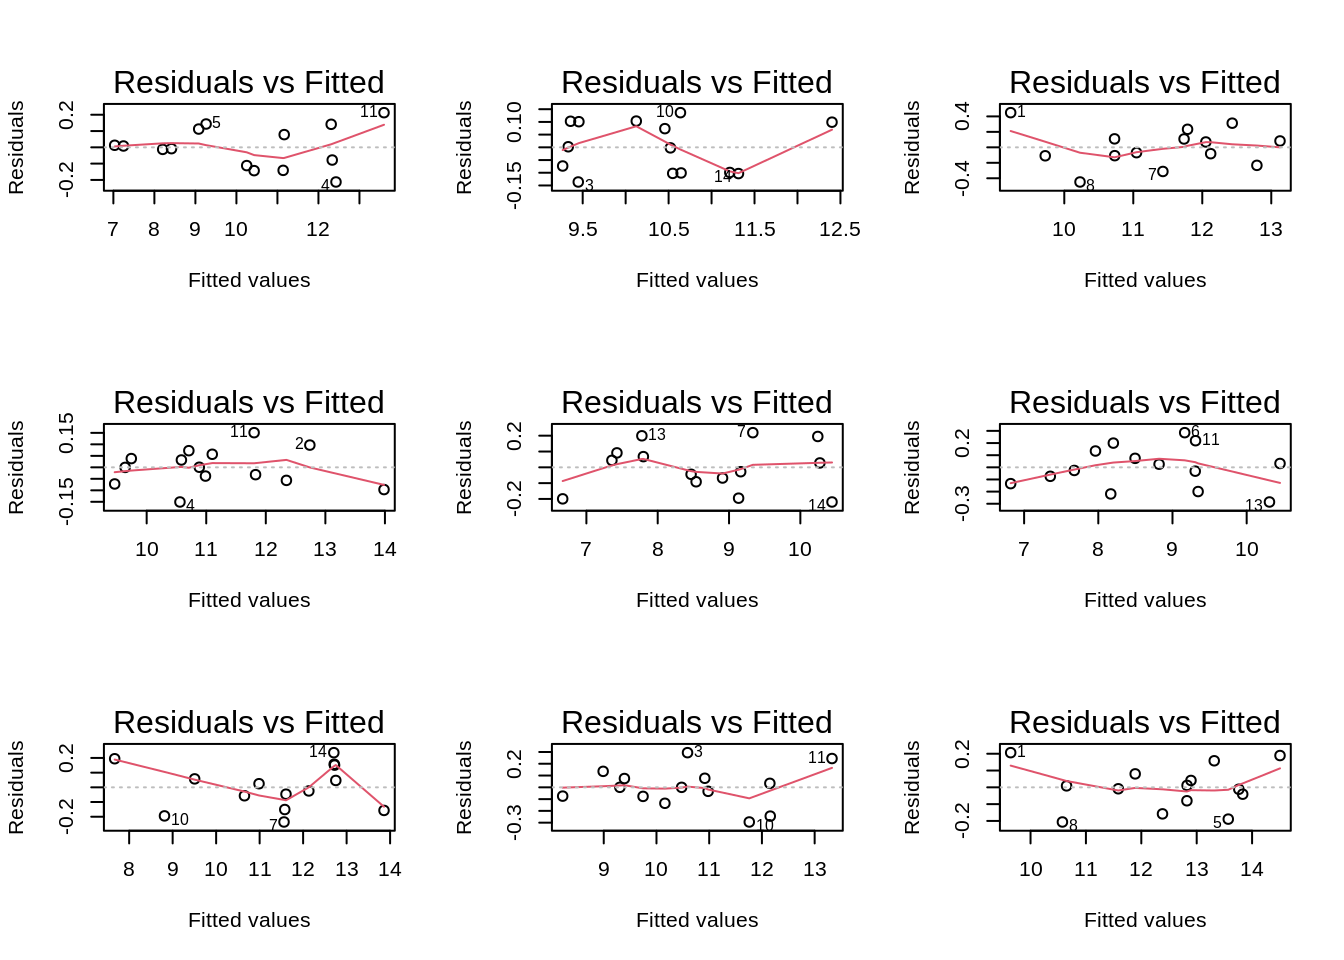 Residuals vs Fitted
Residuals
0.2
-0.2
5
11
4
7 8 9 10 12
Fitted values
Residuals vs Fitted
Residuals
0.10
-0.15
10
3
14
9.5 10.5 11.5 12.5
Fitted values
Residuals vs Fitted
Residuals
0.4
-0.4
1
7
8
10 11 12 13
Fitted values
Residuals vs Fitted
Residuals
0.15
-0.15
11
2
4
10 11 12 13 14
Fitted values
Residuals vs Fitted
Residuals
0.2
-0.2
13
7
14
7 8 9 10
Fitted values
Residuals vs Fitted
Residuals
0.2
-0.3
6
11
13
7 8 9 10
Fitted values
Residuals vs Fitted
Residuals
0.2
-0.2
14
10
7
8 9 10 11 12 13 14
Fitted values
Residuals vs Fitted
Residuals
0.2
-0.3
3
11
10
9 10 11 12 13
Fitted values
Residuals vs Fitted
Residuals
0.2
-0.2
1
5
8
10 11 12 13 14
Fitted values